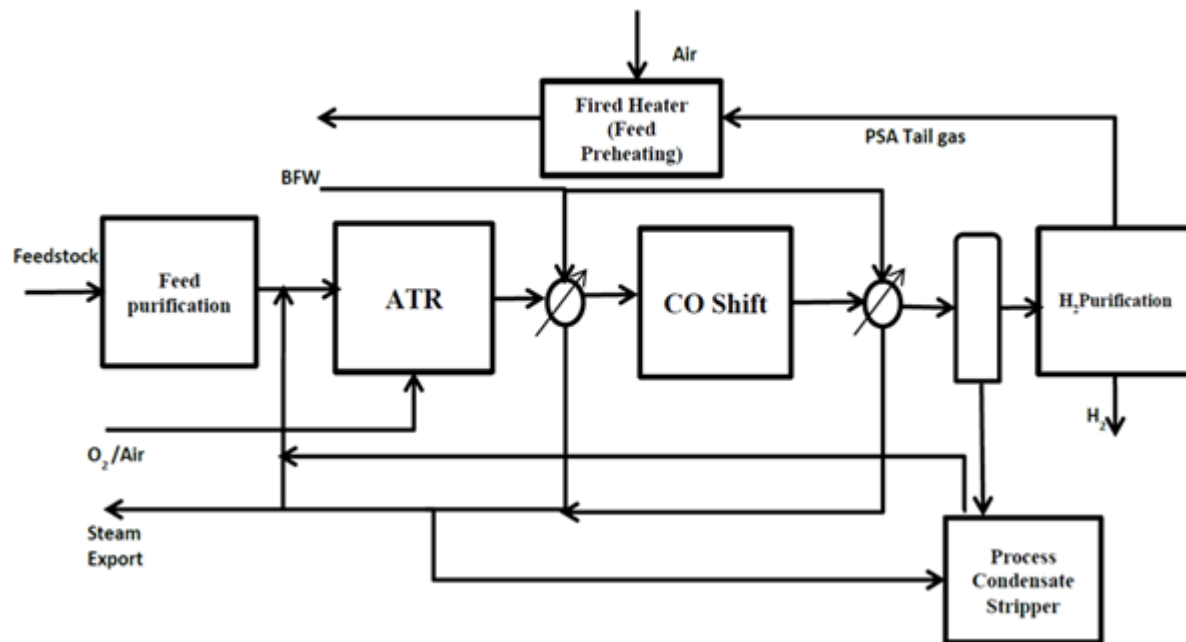 Air
Fired Heater
(Feed
Preheating)
PSA Tail gas
BFW
Feedstock
Feed
purification
ATR
CO Shift
H₂Purification
H₂
O₂ /Air
Steam
Export
Process
Condensate
Stripper